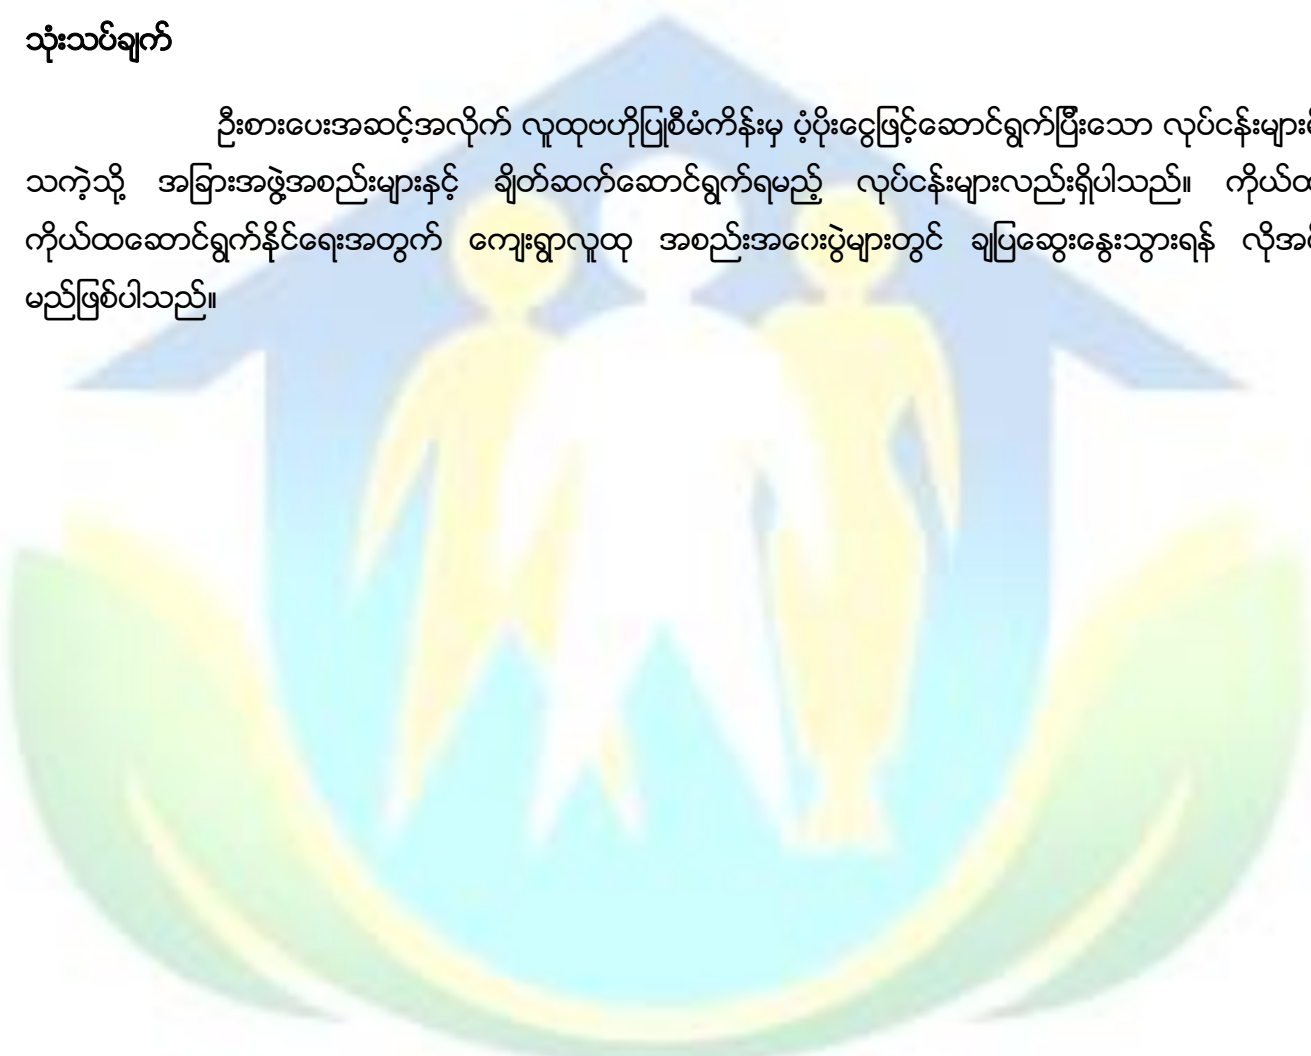 သုံးသပ်ချက်
ဦးစားပေးအဆင့်အလိုက် လူထုဗဟိုပြုစီမံကိန်းမှ ပံ့ပိုးငွေဖြင့်ဆောင်ရွက်ပြီးသော လုပ်ငန်းများ
သကဲ့သို့ အခြားအဖွဲ့အစည်းများနှင့် ချိတ်ဆက်ဆောင်ရွက်ရမည့် လုပ်ငန်းများလည်းရှိပါသည်။ ကိုယ်
ကိုယ်ထဆောင်ရွက်နိုင်ရေးအတွက် ကျေးရွာလူထု အစည်းအဝေးပွဲများတွင် ချပြဆွေးနွေးသွားရန် လိုအ
မည်ဖြစ်ပါသည်။